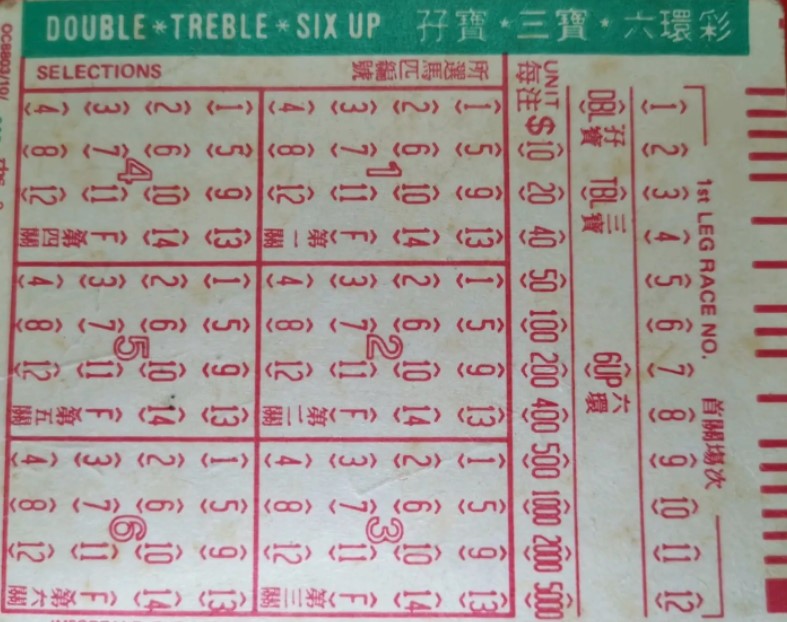 DOUBLE * TREBLE * SIX UP 孖寶 * 三寶 * 六環彩
1st LEG RACE NO. 首關場次
1 2 3 4 5 6 7 8 9 10 11 12
DBL 孖寶 TBL 三寶 6UP 六環
UNIT 每注 $ 10 20 40 50 100 200 400 500 1000 2000 5000
SELECTIONS 所選馬匹編號
1
1 2 3 4
5 6 7 8
9 10 11 12
13 14 F 第一關
2
1 2 3 4
5 6 7 8
9 10 11 12
13 14 F 第二關
3
1 2 3 4
5 6 7 8
9 10 11 12
13 14 F 第三關
4
1 2 3 4
5 6 7 8
9 10 11 12
13 14 F 第四關
5
1 2 3 4
5 6 7 8
9 10 11 12
13 14 F 第五關
6
1 2 3 4
5 6 7 8
9 10 11 12
13 14 F 第六關